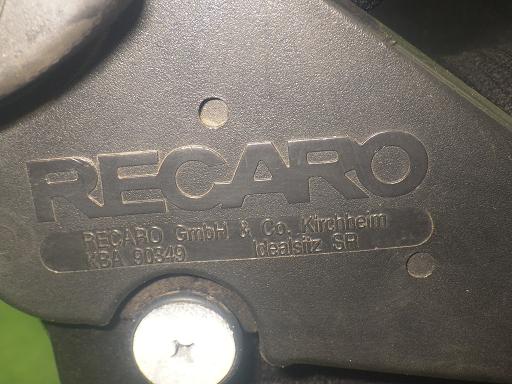 RECARO
RECARO GmbH & Co. Kirchheim
KBA 90349 Idealsitz SR